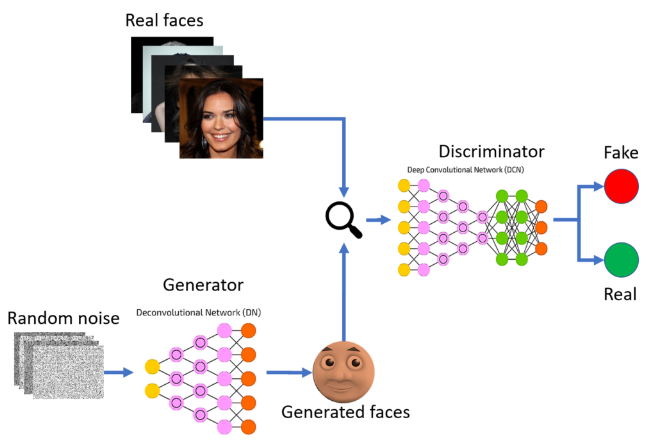 Real faces
Discriminator
Deep Convolutional Network (DCN)
Fake
Real
Generator
Deconvolutional Network (DN)
Random noise
Generated faces